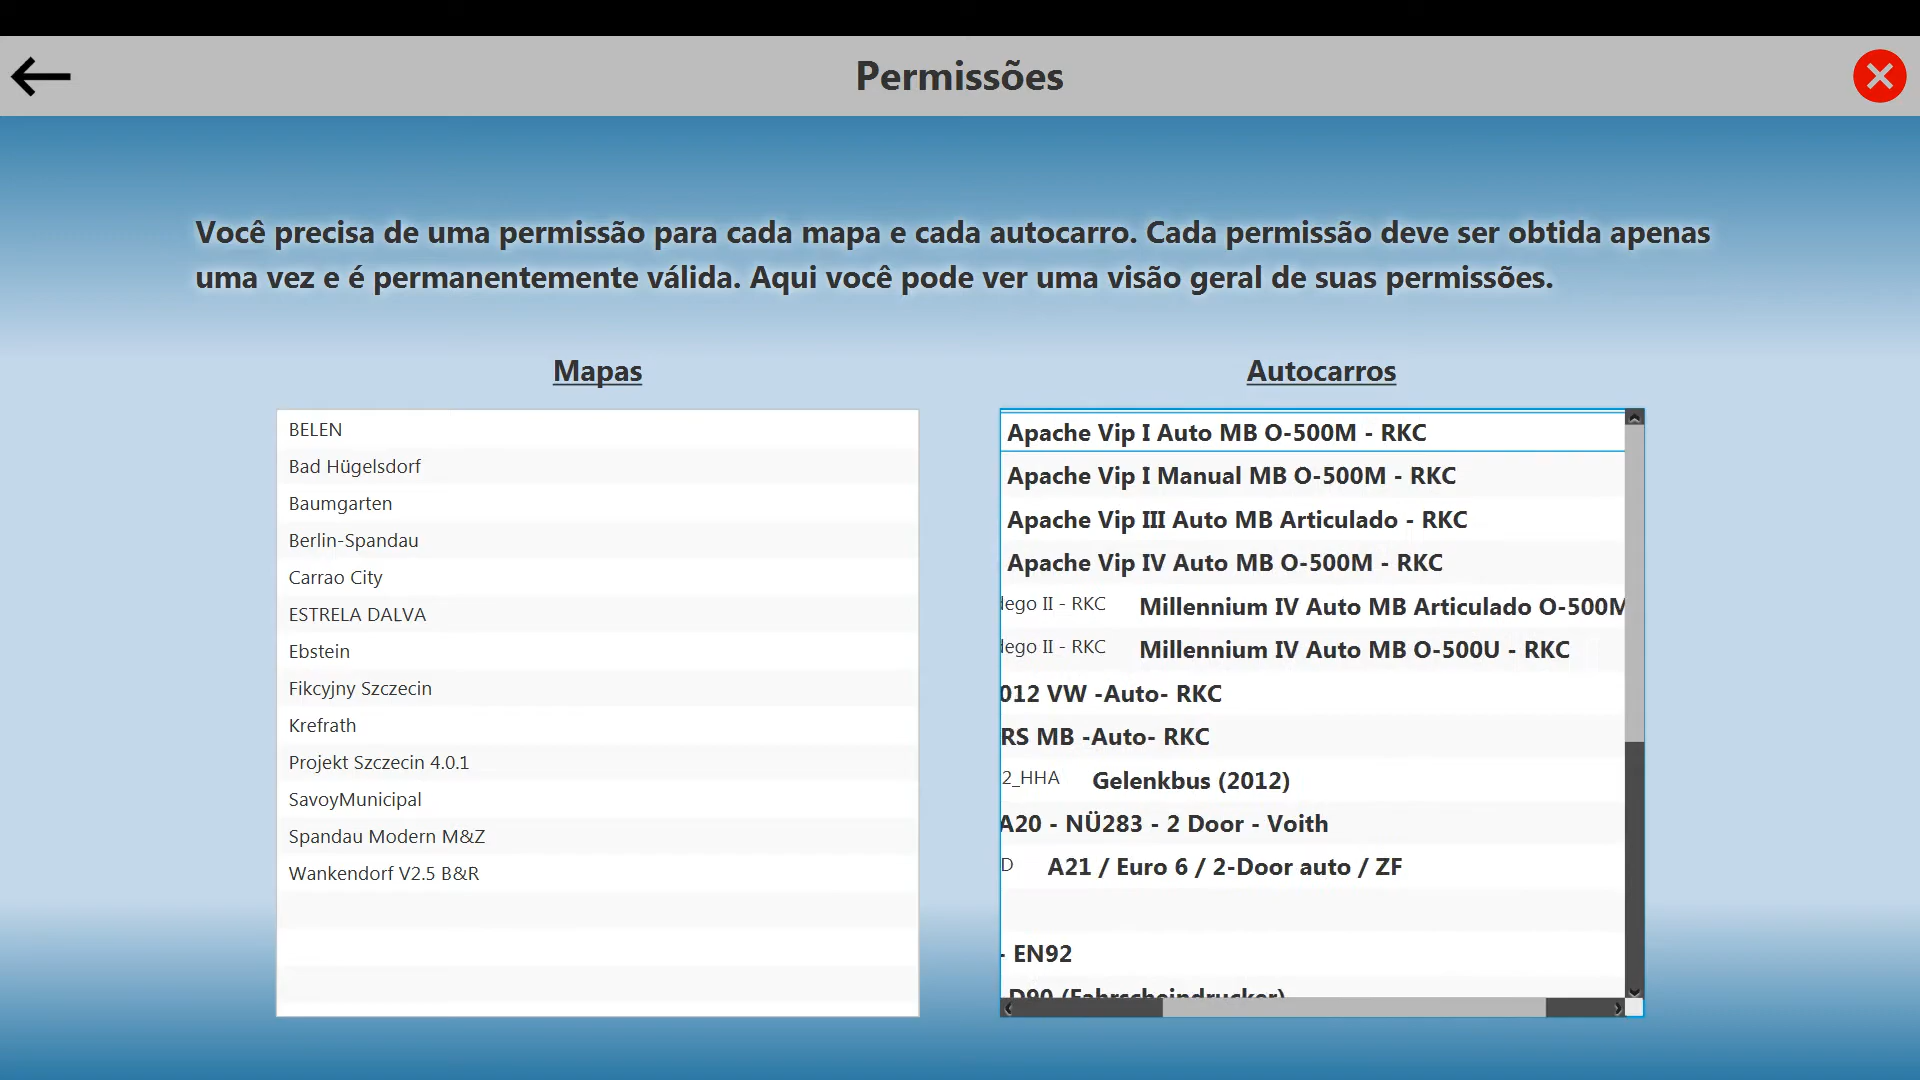 Permissões
Você precisa de uma permissão para cada mapa e cada autocarro. Cada permissão deve ser obtida apenas
uma vez e é permanentemente válida. Aqui você pode ver uma visão geral de suas permissões.
Mapas
BELEN
Bad Hügelsdorf
Baumgarten
Berlin-Spandau
Carrao City
ESTRELA DALVA
Ebstein
Fikcyjny Szczecin
Krefrath
Projekt Szczecin 4.0.1
SavoyMunicipal
Spandau Modern M&Z
Wankendorf V2.5 B&R
Autocarros
Apache Vip I Auto MB O-500M - RKC
Apache Vip I Manual MB O-500M - RKC
Apache Vip III Auto MB Articulado - RKC
Apache Vip IV Auto MB O-500M - RKC
II - RKC Millennium IV Auto MB Articulado O-500M
II - RKC Millennium IV Auto MB O-500U - RKC
012 VW -Auto- RKC
RS MB -Auto- RKC
2_HHA Gelenkbus (2012)
A20 - NÜ283 - 2 Door - Voith
D A21 / Euro 6 / 2-Door auto / ZF
- EN92
D90 (Fahrscheindrucker)